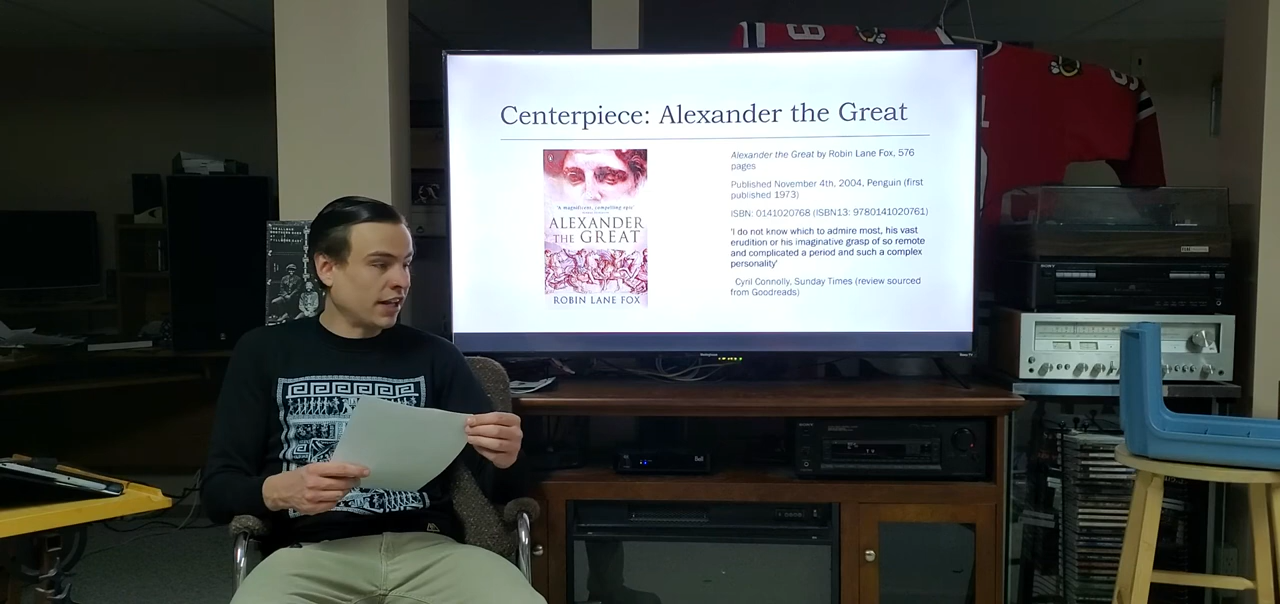 Centerpiece: Alexander the Great
'A magnificent, compelling epic'
ALEXANDER
THE GREAT
ROBIN LANE FOX
Alexander the Great by Robin Lane Fox, 576
pages
Published November 4th, 2004, Penguin (first
published 1973)
ISBN: 0141020768 (ISBN13: 9780141020761)
'I do not know which to admire most, his vast
erudition or his imaginative grasp of so remote
and complicated a period and such a complex
personality'
Cyril Connolly, Sunday Times (review sourced
from Goodreads)
SONY
Bell